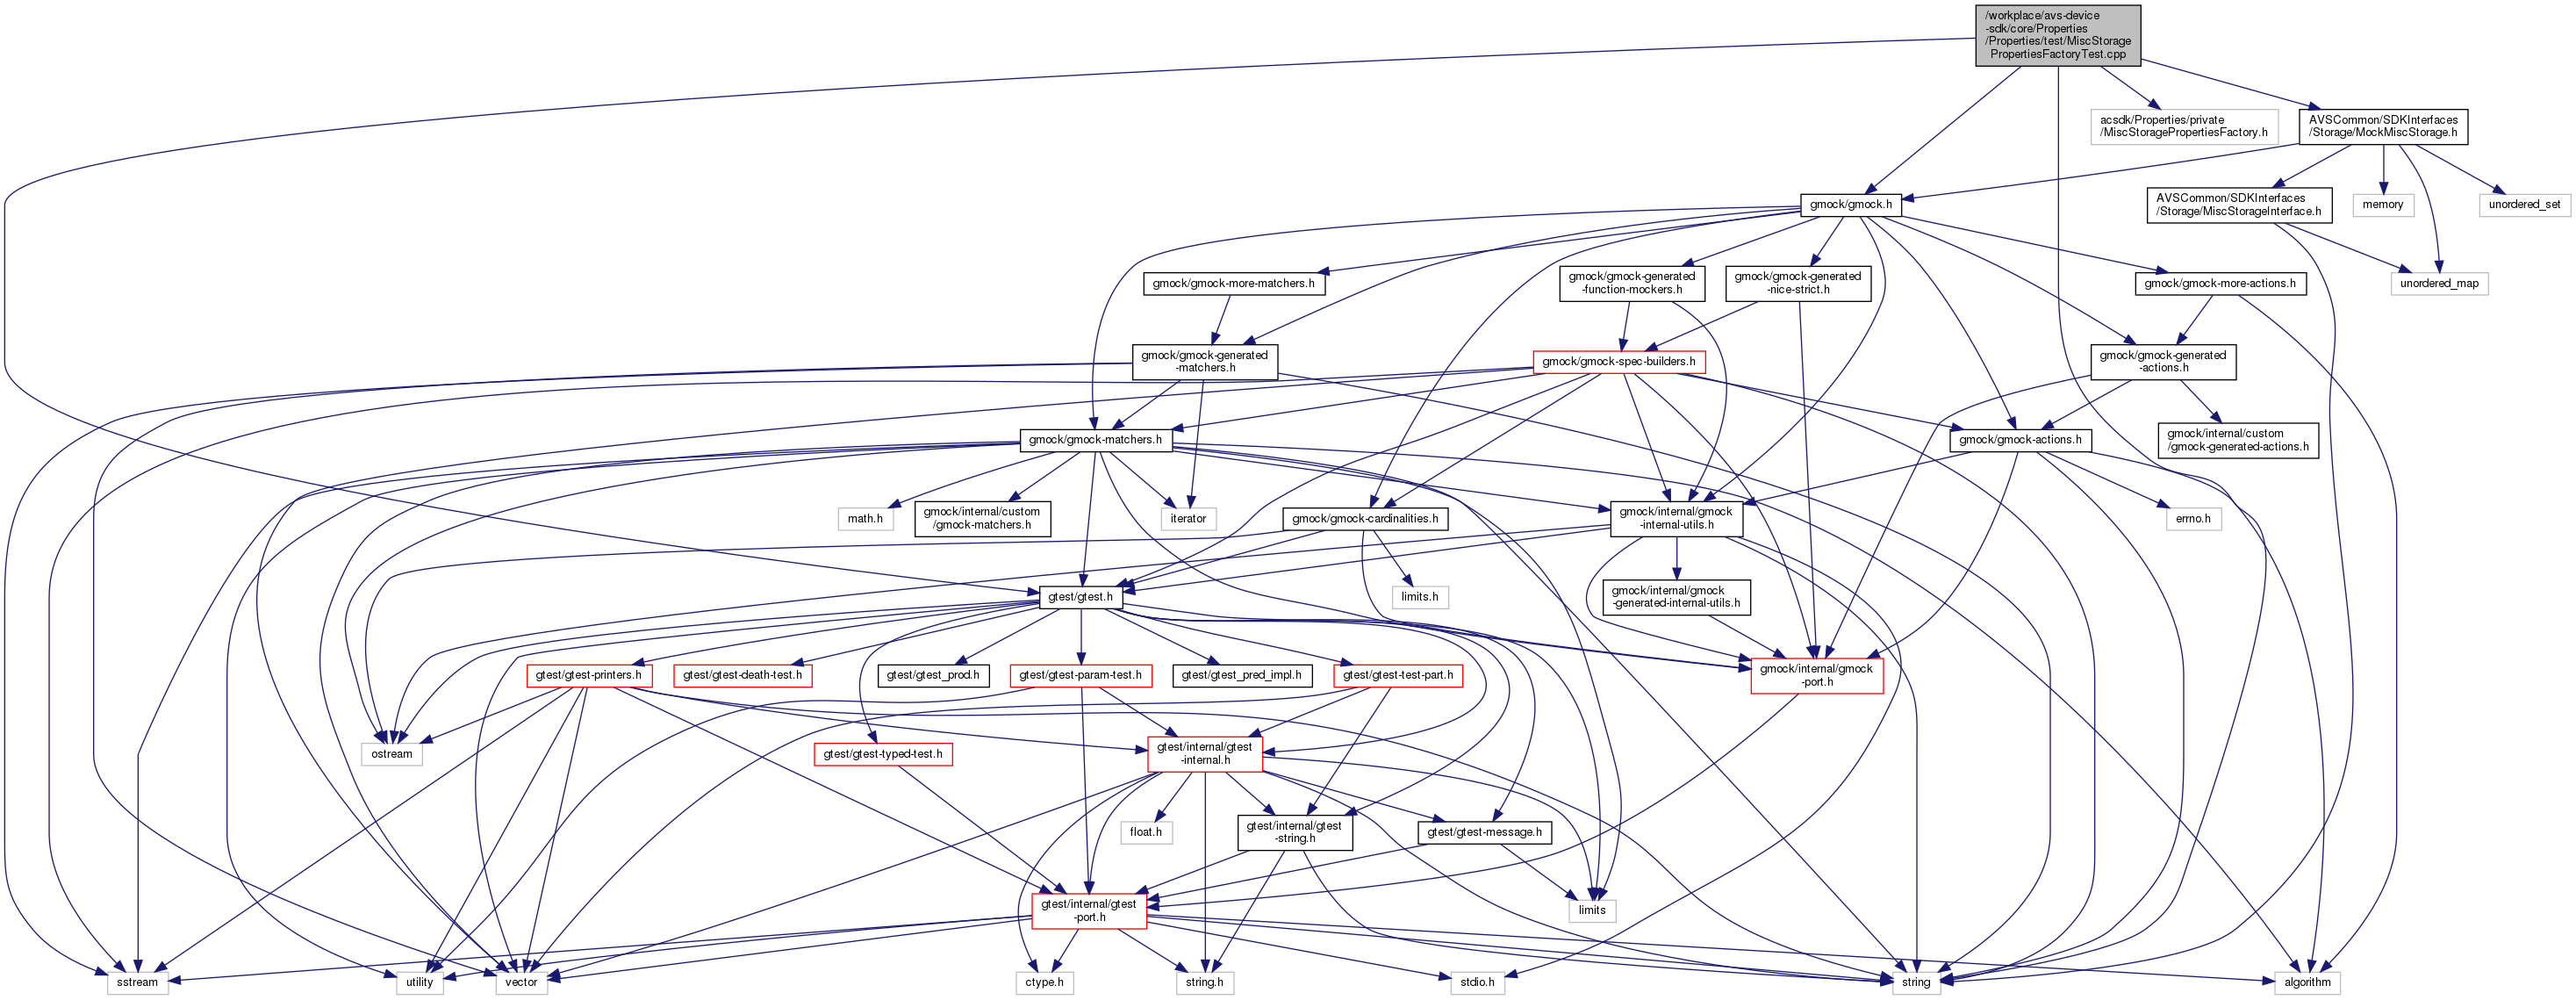 /workplace/avs-device
-sdk/core/Properties
/Properties/test/MiscStorage
PropertiesFactoryTest.cpp
acsdk/Properties/private
/MiscStoragePropertiesFactory.h
AVSCommon/SDKInterfaces
/Storage/MockMiscStorage.h
gmock/gmock.h
AVSCommon/SDKInterfaces
/Storage/MiscStorageInterface.h
memory
unordered_set
gmock/gmock-more-matchers.h
gmock/gmock-generated
-function-mockers.h
gmock/gmock-generated
-nice-strict.h
gmock/gmock-more-actions.h
unordered_map
gmock/gmock-generated
-matchers.h
gmock/gmock-spec-builders.h
gmock/gmock-generated
-actions.h
gmock/gmock-matchers.h
gmock/gmock-actions.h
gmock/internal/custom
/gmock-generated-actions.h
math.h
gmock/internal/custom
/gmock-matchers.h
iterator
gmock/gmock-cardinalities.h
gmock/internal/gmock
-internal-utils.h
errno.h
gtest/gtest.h
limits.h
gmock/internal/gmock
-generated-internal-utils.h
gtest/gtest-printers.h
gtest/gtest-death-test.h
gtest/gtest_prod.h
gtest/gtest-param-test.h
gtest/gtest_pred_impl.h
gtest/gtest-test-part.h
gmock/internal/gmock
-port.h
ostream
gtest/gtest-typed-test.h
gtest/internal/gtest
-internal.h
float.h
gtest/internal/gtest
-string.h
gtest/gtest-message.h
gtest/internal/gtest
-port.h
limits
sstream
utility
vector
ctype.h
string.h
stdio.h
string
algorithm